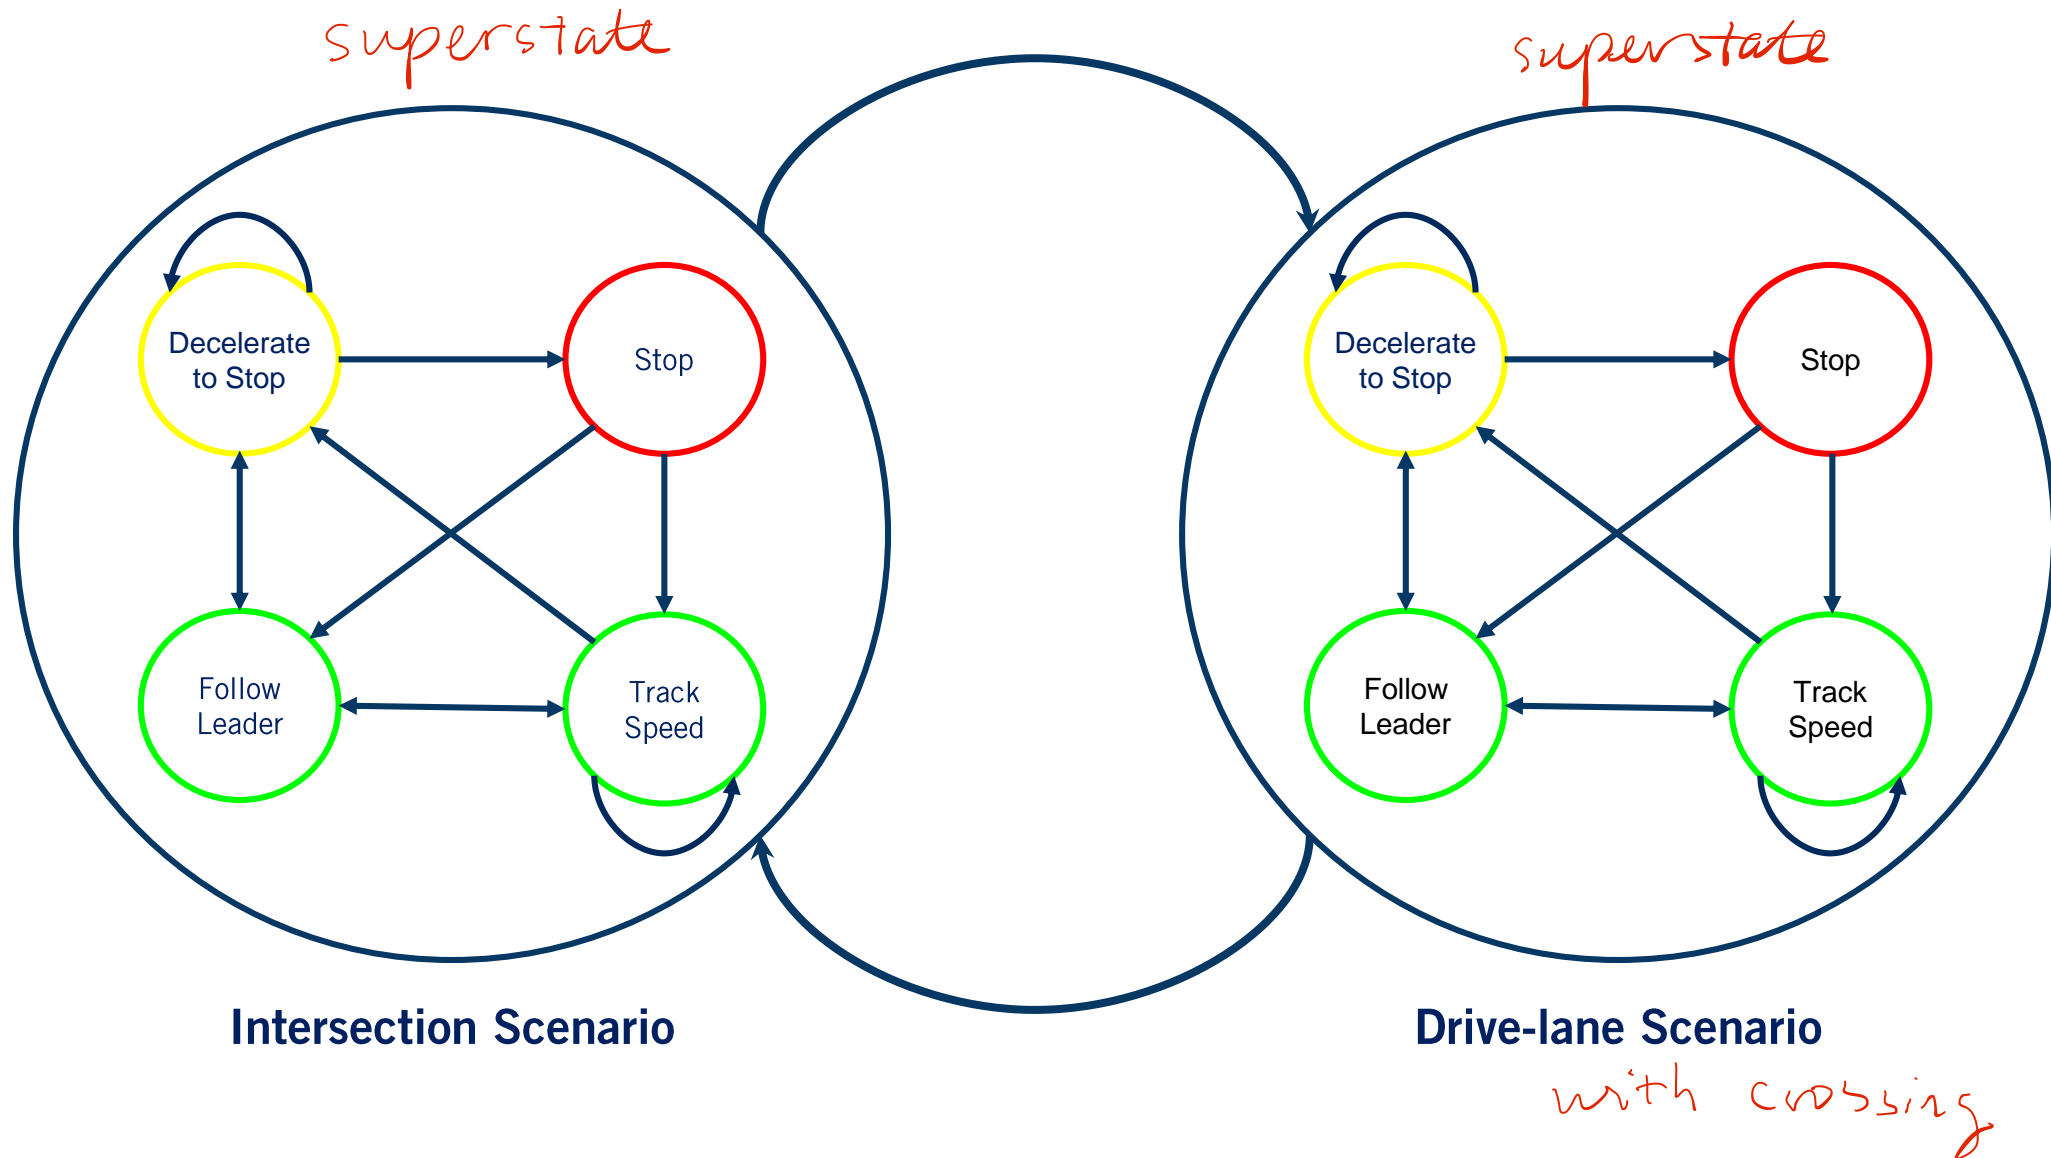 superstate
superstate
Decelerate
to Stop
Stop
Follow
Leader
Track
Speed
Decelerate
to Stop
Stop
Follow
Leader
Track
Speed
Intersection Scenario
Drive-lane Scenario
with crossing